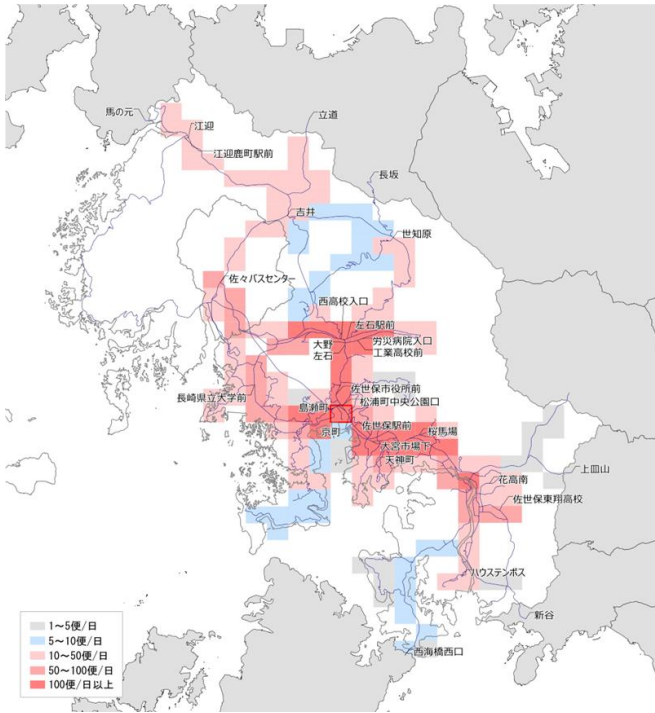 立道
馬の元
江迎
江迎鹿町駅前
長坂
吉井
世知原
佐々バスセンター
西高校入口
左石駅前
大野
労災病院入口
左石
工業高校前
佐世保市役所前
長崎県立大学前
松浦町中央公園口
島瀬町
佐世保駅前
桜馬場
京町
大宮市場下
天神町
上皿山
花高南
佐世保東翔高校
ハウステンボス
新谷
西海橋西口
1～5便/日
5～10便/日
10～50便/日
50～100便/日
100便/日以上